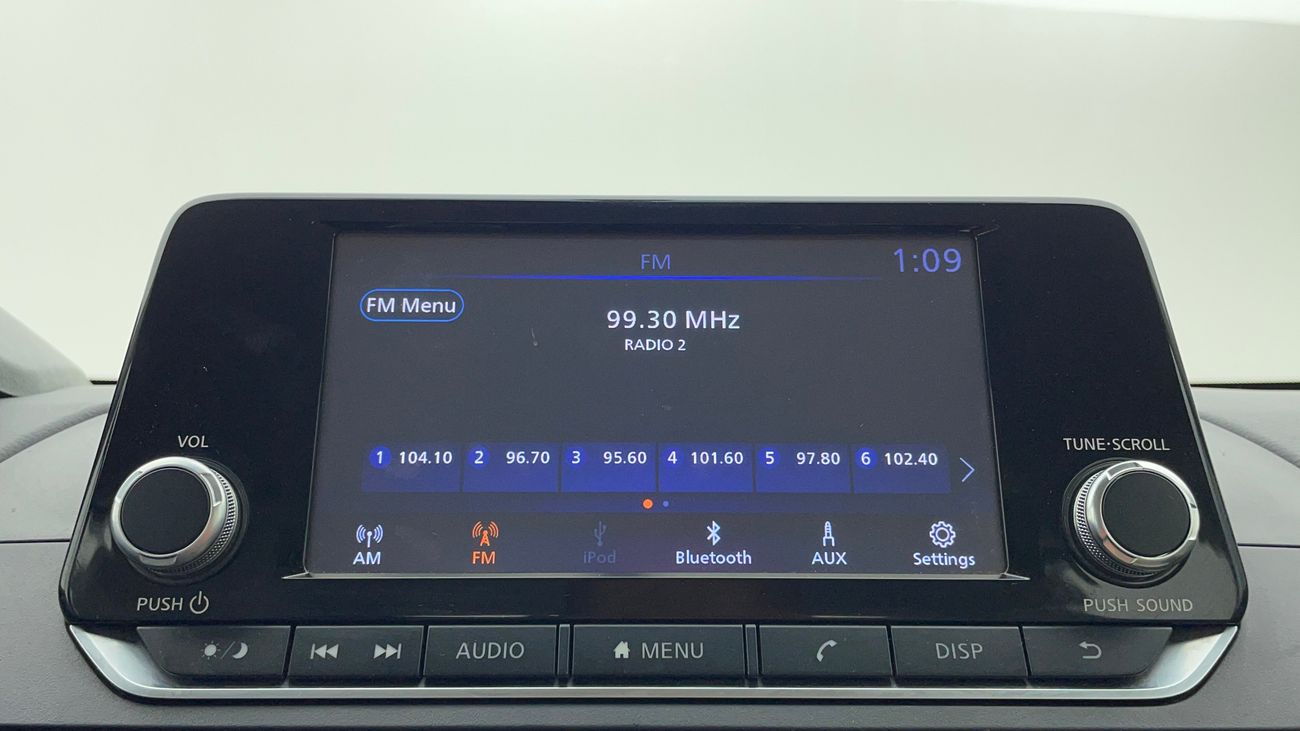 FM
1:09
FM Menu
99.30 MHz
RADIO 2
VOL
TUNE·SCROLL
1 104.10 2 96.70 3 95.60 4 101.60 5 97.80 6 102.40
AM FM iPod Bluetooth AUX Settings
PUSH
PUSH SOUND
AUDIO MENU DISP